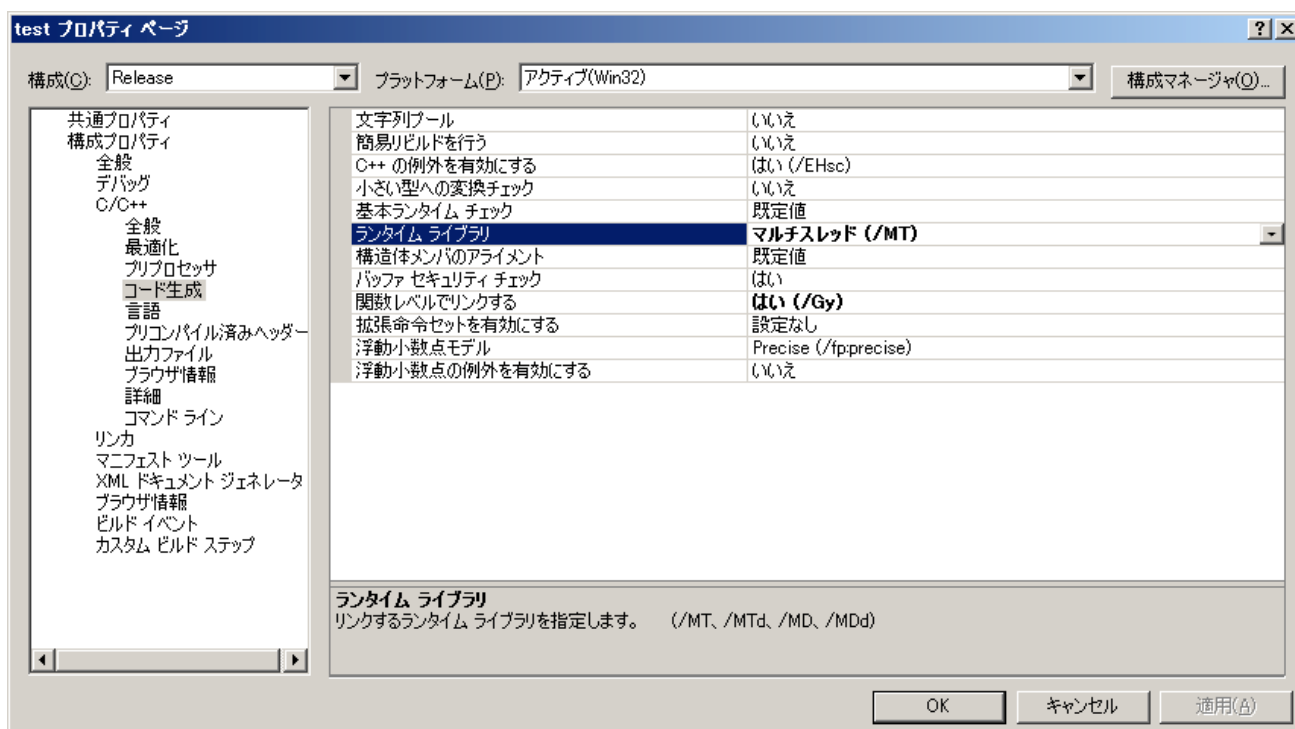 test プロパティ ページ
構成(C): Release プラットフォーム(P): アクティブ(Win32) 構成マネージャ(O)...
共通プロパティ
構成プロパティ
全般
デバッグ
C/C++
全般
最適化
プリプロセッサ
コード生成
言語
プリコンパイル済みヘッダー
出力ファイル
ブラウザ情報
詳細
コマンド ライン
リンカ
マニフェスト ツール
XML ドキュメント ジェネレータ
ブラウザ情報
ビルド イベント
カスタム ビルド ステップ
文字列プール いいえ
簡易リビルドを行う いいえ
C++ の例外を有効にする はい (/EHsc)
小さい型への変換チェック いいえ
基本ランタイム チェック 既定値
ランタイム ライブラリ マルチスレッド (/MT)
構造体メンバのアライメント 既定値
バッファ セキュリティ チェック はい
関数レベルでリンクする はい (/Gy)
拡張命令セットを有効にする 設定なし
浮動小数点モデル Precise (/fp:precise)
浮動小数点の例外を有効にする いいえ
ランタイム ライブラリ
リンクするランタイム ライブラリを指定します。 (/MT、/MTd、/MD、/MDd)
OK キャンセル 適用(A)